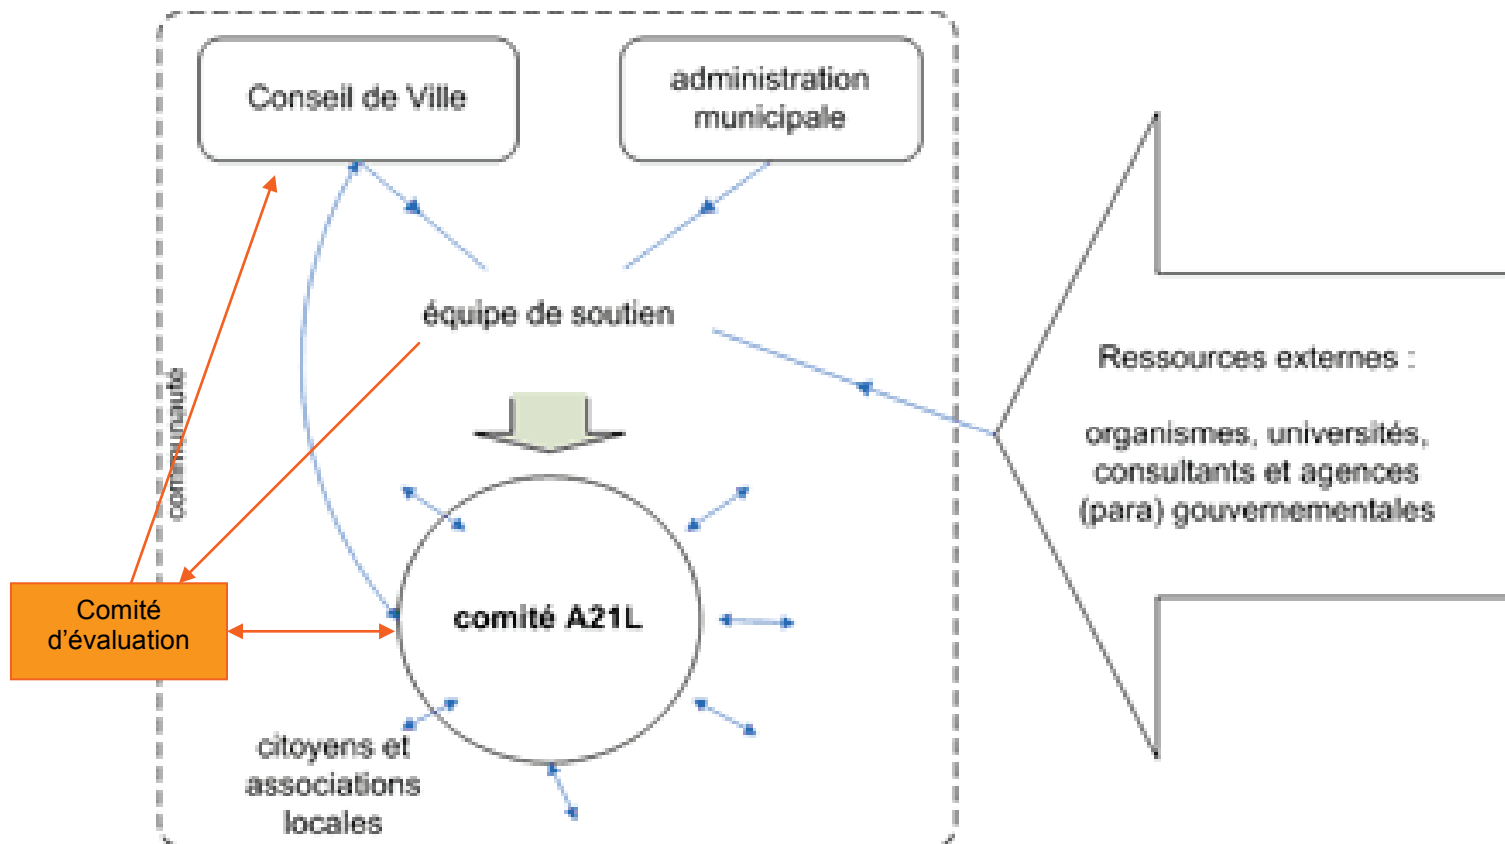 Conseil de Ville
administration
municipale
équipe de soutien
communauté
Ressources externes :
organismes, universités,
consultants et agences
(para) gouvernementales
Comité
d'évaluation
comité A21L
citoyens et
associations
locales